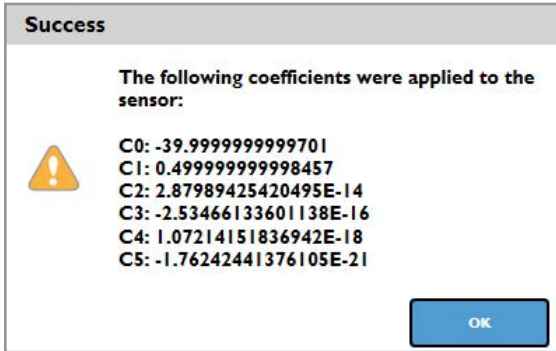 Success
The following coefficients were applied to the
sensor:
C0: -39.9999999999701
C1: 0.499999999998457
C2: 2.87989425420495E-14
C3: -2.53466133601138E-16
C4: 1.07214151836942E-18
C5: -1.76242441376105E-21
OK